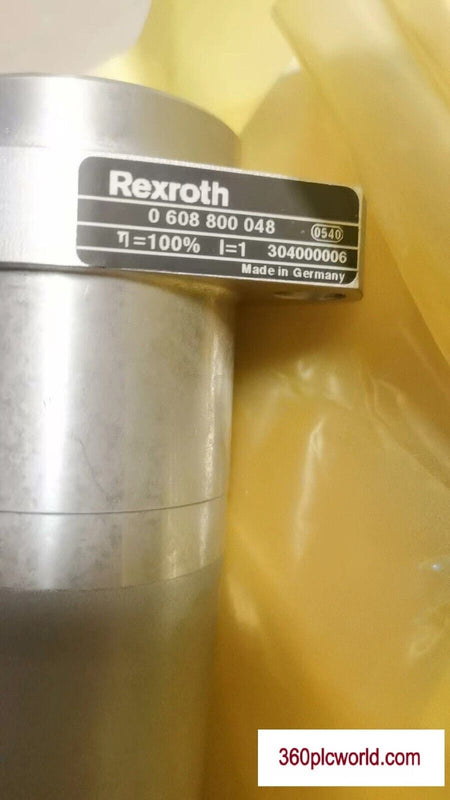 Rexroth
0 608 800 048 0540
η=100% I=1 304000006
Made in Germany
360plcworld.com